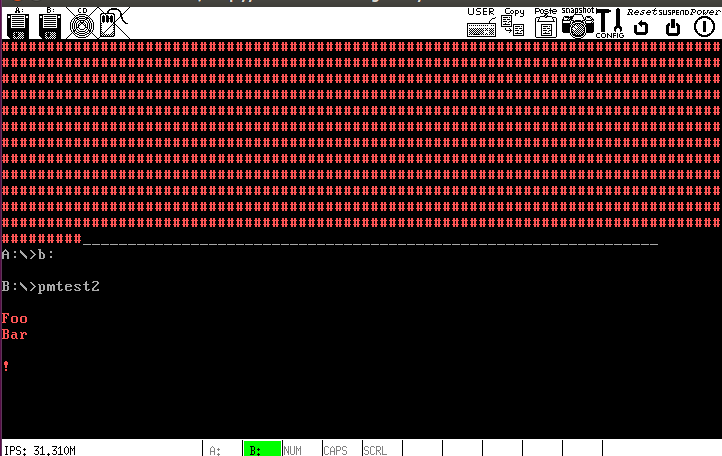 A: B: CD USER Copy Paste snapshot CONFIG Reset SUSPEND Power
################################################################################
################################################################################
################################################################################
################################################################################
################################################################################
################################################################################
################################################################################
################################################################################
################################################################################
################################################################################
################################################################################
################################################################################
#########________________________________________________________________
A:\>b:
B:\>pmtest2
Foo
Bar
!
IPS: 31.310M A: B: NUM CAPS SCRL